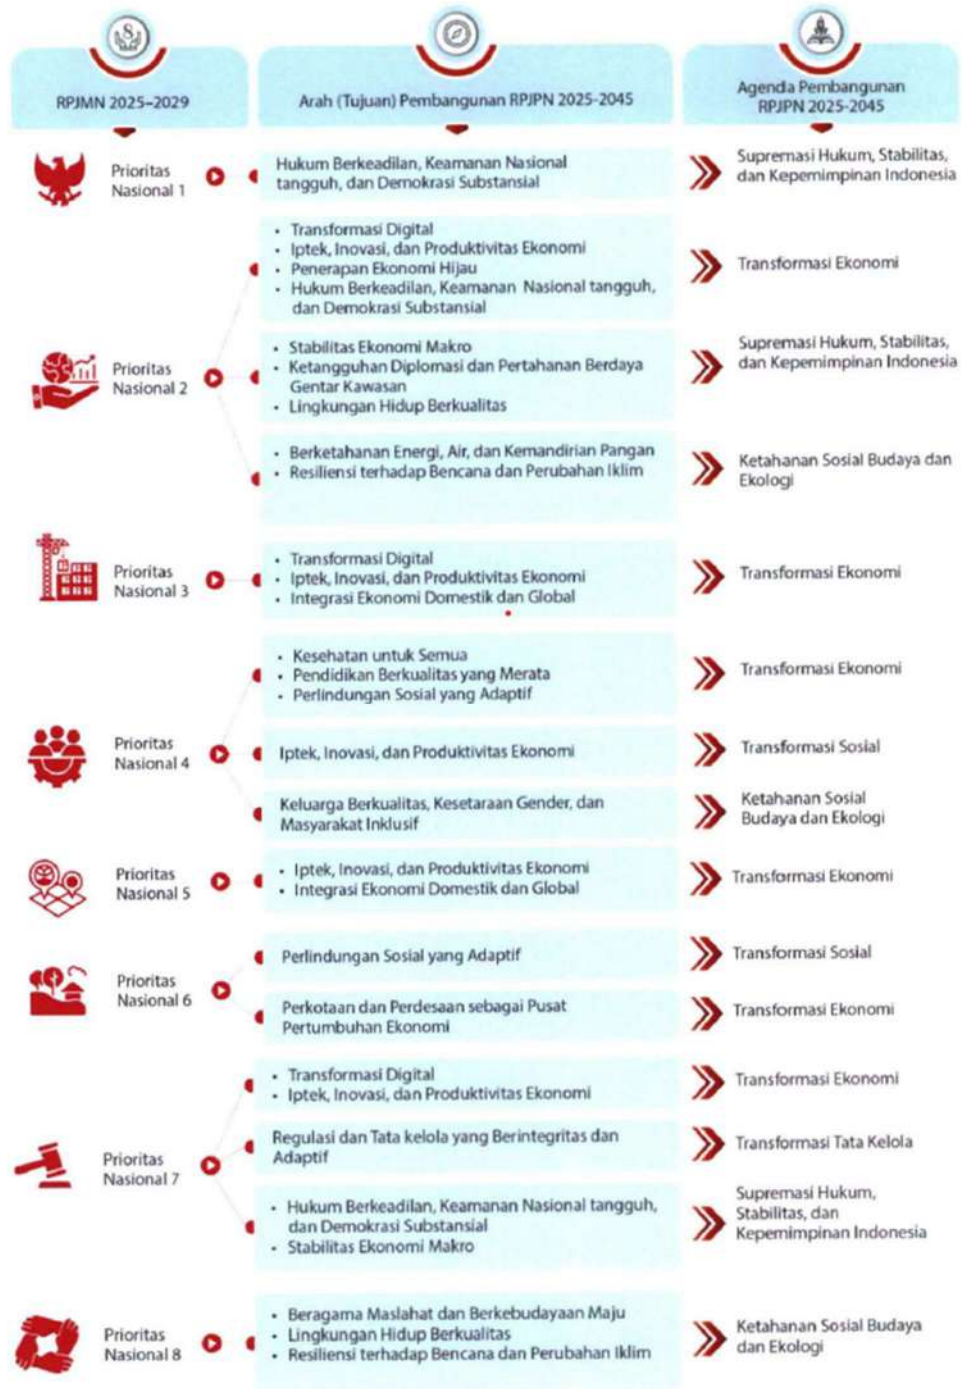 RPJMN 2025–2029
Arah (Tujuan) Pembangunan RPJPN 2025-2045
Agenda Pembangunan
RPJPN 2025-2045
Prioritas
Nasional 1
Hukum Berkeadilan, Keamanan Nasional
tangguh, dan Demokrasi Substansial
Supremasi Hukum, Stabilitas,
dan Kepemimpinan Indonesia
Prioritas
Nasional 2
• Transformasi Digital
• Iptek, Inovasi, dan Produktivitas Ekonomi
• Penerapan Ekonomi Hijau
• Hukum Berkeadilan, Keamanan Nasional tangguh,
dan Demokrasi Substansial
Transformasi Ekonomi
• Stabilitas Ekonomi Makro
• Ketangguhan Diplomasi dan Pertahanan Berdaya
Gentar Kawasan
• Lingkungan Hidup Berkualitas
Supremasi Hukum, Stabilitas,
dan Kepemimpinan Indonesia
• Berketahanan Energi, Air, dan Kemandirian Pangan
• Resiliensi terhadap Bencana dan Perubahan Iklim
Ketahanan Sosial Budaya dan
Ekologi
Prioritas
Nasional 3
• Transformasi Digital
• Iptek, Inovasi, dan Produktivitas Ekonomi
• Integrasi Ekonomi Domestik dan Global
Transformasi Ekonomi
Prioritas
Nasional 4
• Kesehatan untuk Semua
• Pendidikan Berkualitas yang Merata
• Perlindungan Sosial yang Adaptif
Transformasi Ekonomi
Iptek, Inovasi, dan Produktivitas Ekonomi
Transformasi Sosial
Keluarga Berkualitas, Kesetaraan Gender, dan
Masyarakat Inklusif
Ketahanan Sosial
Budaya dan Ekologi
Prioritas
Nasional 5
• Iptek, Inovasi, dan Produktivitas Ekonomi
• Integrasi Ekonomi Domestik dan Global
Transformasi Ekonomi
Prioritas
Nasional 6
Perlindungan Sosial yang Adaptif
Transformasi Sosial
Perkotaan dan Perdesaan sebagai Pusat
Pertumbuhan Ekonomi
Transformasi Ekonomi
Prioritas
Nasional 7
• Transformasi Digital
• Iptek, Inovasi, dan Produktivitas Ekonomi
Transformasi Ekonomi
Regulasi dan Tata kelola yang Berintegritas dan
Adaptif
Transformasi Tata Kelola
• Hukum Berkeadilan, Keamanan Nasional tangguh,
dan Demokrasi Substansial
• Stabilitas Ekonomi Makro
Supremasi Hukum,
Stabilitas, dan
Kepemimpinan Indonesia
Prioritas
Nasional 8
• Beragama Maslahat dan Berkebudayaan Maju
• Lingkungan Hidup Berkualitas
• Resiliensi terhadap Bencana dan Perubahan Iklim
Ketahanan Sosial Budaya
dan Ekologi